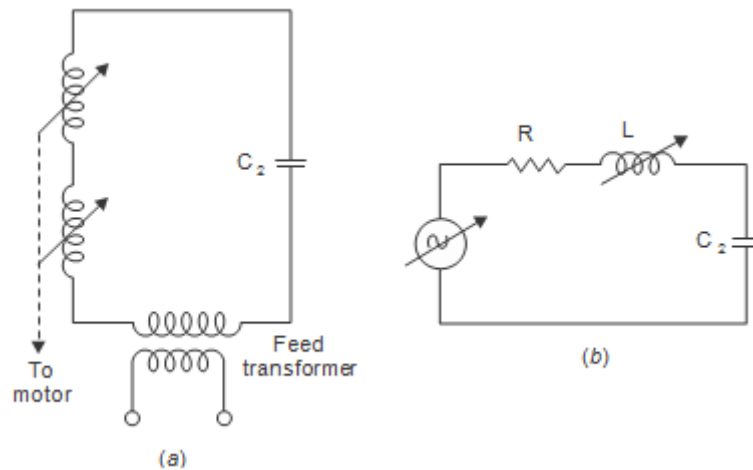 C₂
Feed
transformer
To
motor
(a)
R
L
C₂
(b)